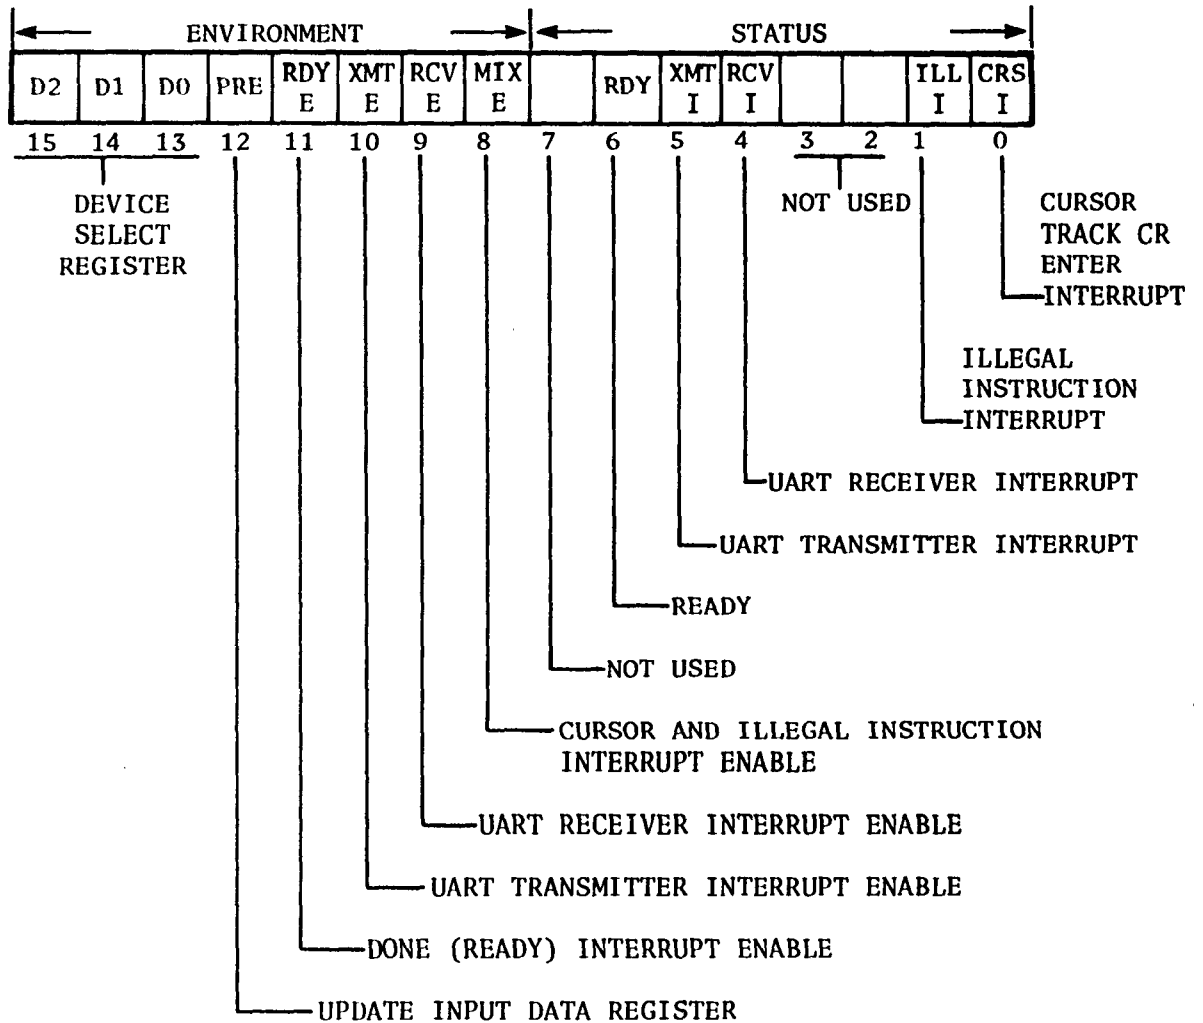 ENVIRONMENT STATUS
D2 D1 D0 PRE RDY E XMT E RCV E MIX E RDY XMT I RCV I ILL I CRS I
15 14 13 12 11 10 9 8 7 6 5 4 3 2 1 0
DEVICE
SELECT
REGISTER
NOT USED
CURSOR
TRACK CR
ENTER
INTERRUPT
ILLEGAL
INSTRUCTION
INTERRUPT
UART RECEIVER INTERRUPT
UART TRANSMITTER INTERRUPT
READY
NOT USED
CURSOR AND ILLEGAL INSTRUCTION
INTERRUPT ENABLE
UART RECEIVER INTERRUPT ENABLE
UART TRANSMITTER INTERRUPT ENABLE
DONE (READY) INTERRUPT ENABLE
UPDATE INPUT DATA REGISTER